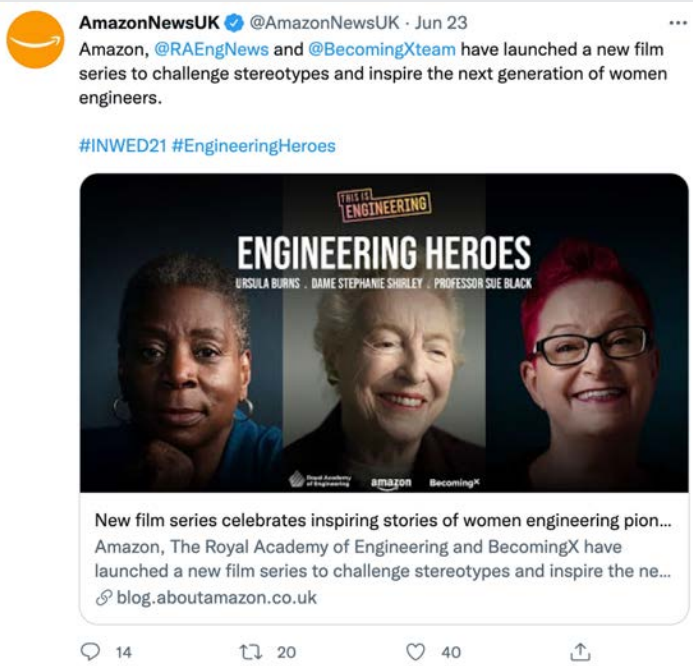 AmazonNewsUK @AmazonNewsUK · Jun 23
Amazon, @RAEngNews and @BecomingXteam have launched a new film
series to challenge stereotypes and inspire the next generation of women
engineers.
#INWED21 #EngineeringHeroes
THIS IS
ENGINEERING
ENGINEERING HEROES
URSULA BURNS . DAME STEPHANIE SHIRLEY . PROFESSOR SUE BLACK
Royal Academy
of Engineering
amazon
BecomingX
New film series celebrates inspiring stories of women engineering pion...
Amazon, The Royal Academy of Engineering and BecomingX have
launched a new film series to challenge stereotypes and inspire the ne...
blog.aboutamazon.co.uk
14 20 40